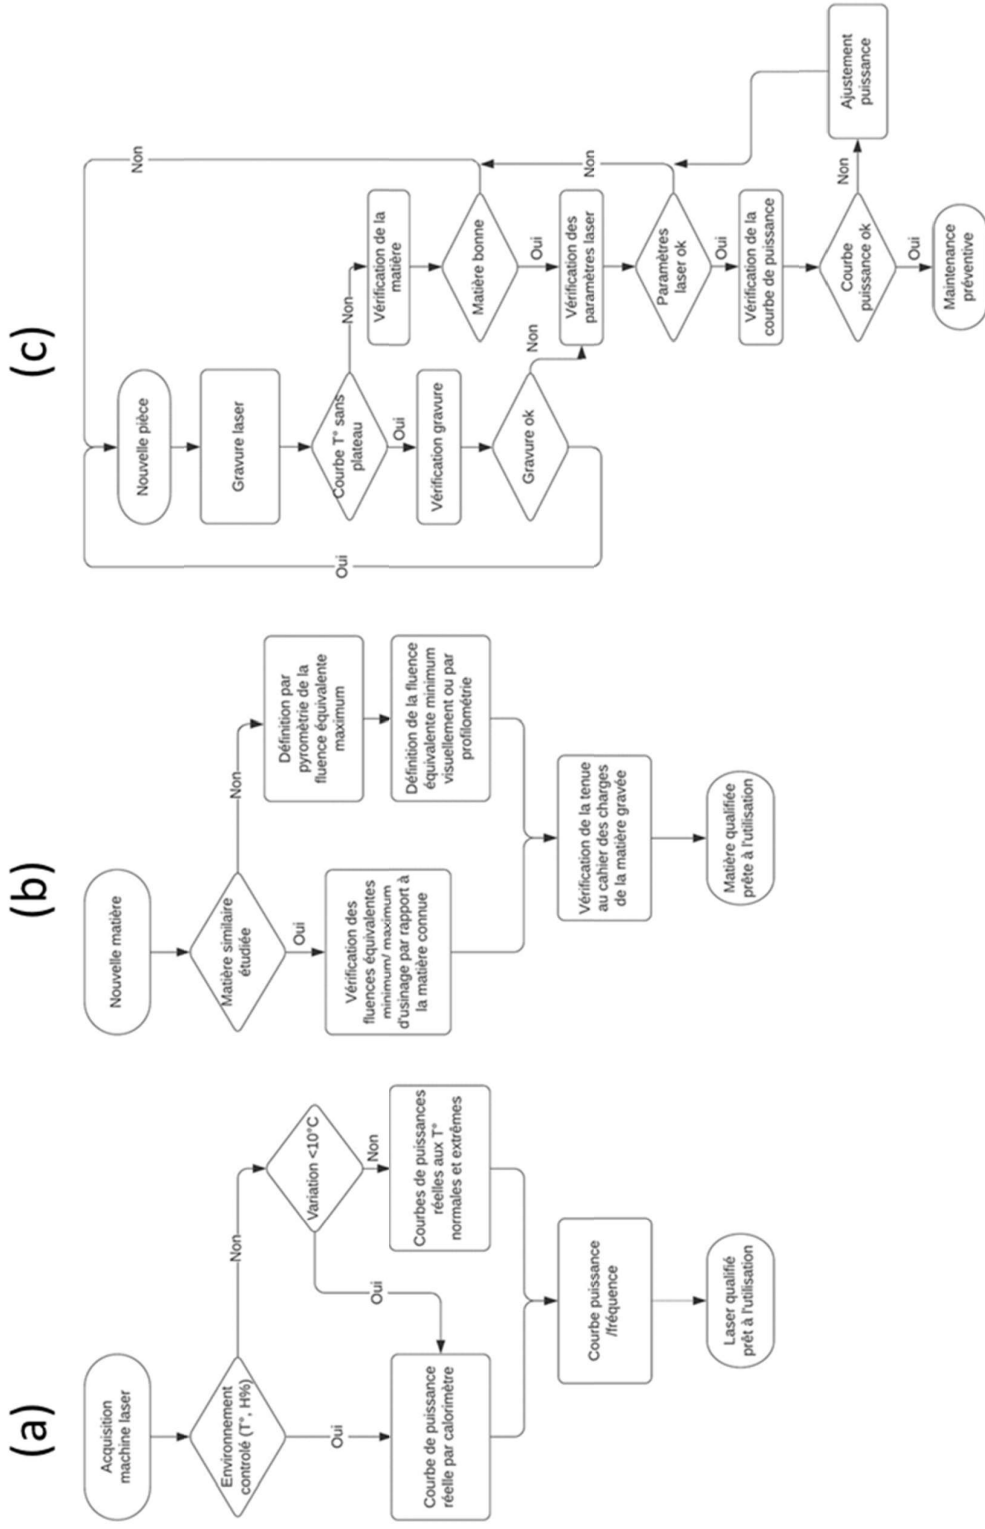 (a)
Acquisition
machine laser
Environnement
controlé (T°, H%)
Non
Variation <10°C
Oui
Oui
Non
Courbe de puissance
réelle par calorimètre
Courbes de puissances
réelles aux T°
normales et extrêmes
Courbe puissance
/fréquence
Laser qualifié
prêt à l'utilisation
(b)
Nouvelle matière
Matière similaire
étudiée
Non
Oui
Définition par
pyromètrie de la
fluence équivalente
maximum
Vérification des
fluences équivalentes
minimum/ maximum
d'usinage par rapport à
la matière connue
Définition de la fluence
équivalente minimum
visuellement ou par
profilométrie
Vérification de la tenue
au cahier des charges
de la matière gravée
Matière qualifiée
prête à l'utilisation
(c)
Nouvelle pièce
Non
Gravure laser
Courbe T° sans
plateau
Non
Oui
Oui
Vérification de la
matière
Vérification gravure
Matière bonne
Oui
Gravure ok
Non
Vérification des
paramètres laser
Non
Paramètres
laser ok
Oui
Vérification de la
courbe de puissance
Courbe
puissance ok
Non
Ajustement
puissance
Oui
Maintenance
préventive